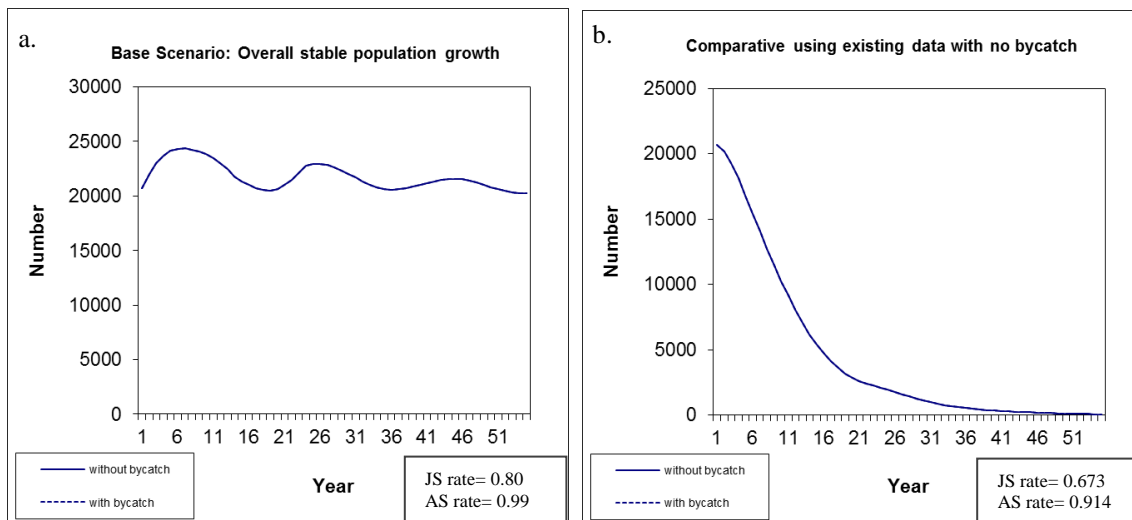 a.
Base Scenario: Overall stable population growth
30000
25000
20000
15000
10000
5000
0
Number
1 6 11 16 21 26 31 36 41 46 51
Year
without bycatch
with bycatch
JS rate= 0.80
AS rate= 0.99
b.
Comparative using existing data with no bycatch
25000
20000
15000
10000
5000
0
Number
1 6 11 16 21 26 31 36 41 46 51
Year
without bycatch
with bycatch
JS rate= 0.673
AS rate= 0.914